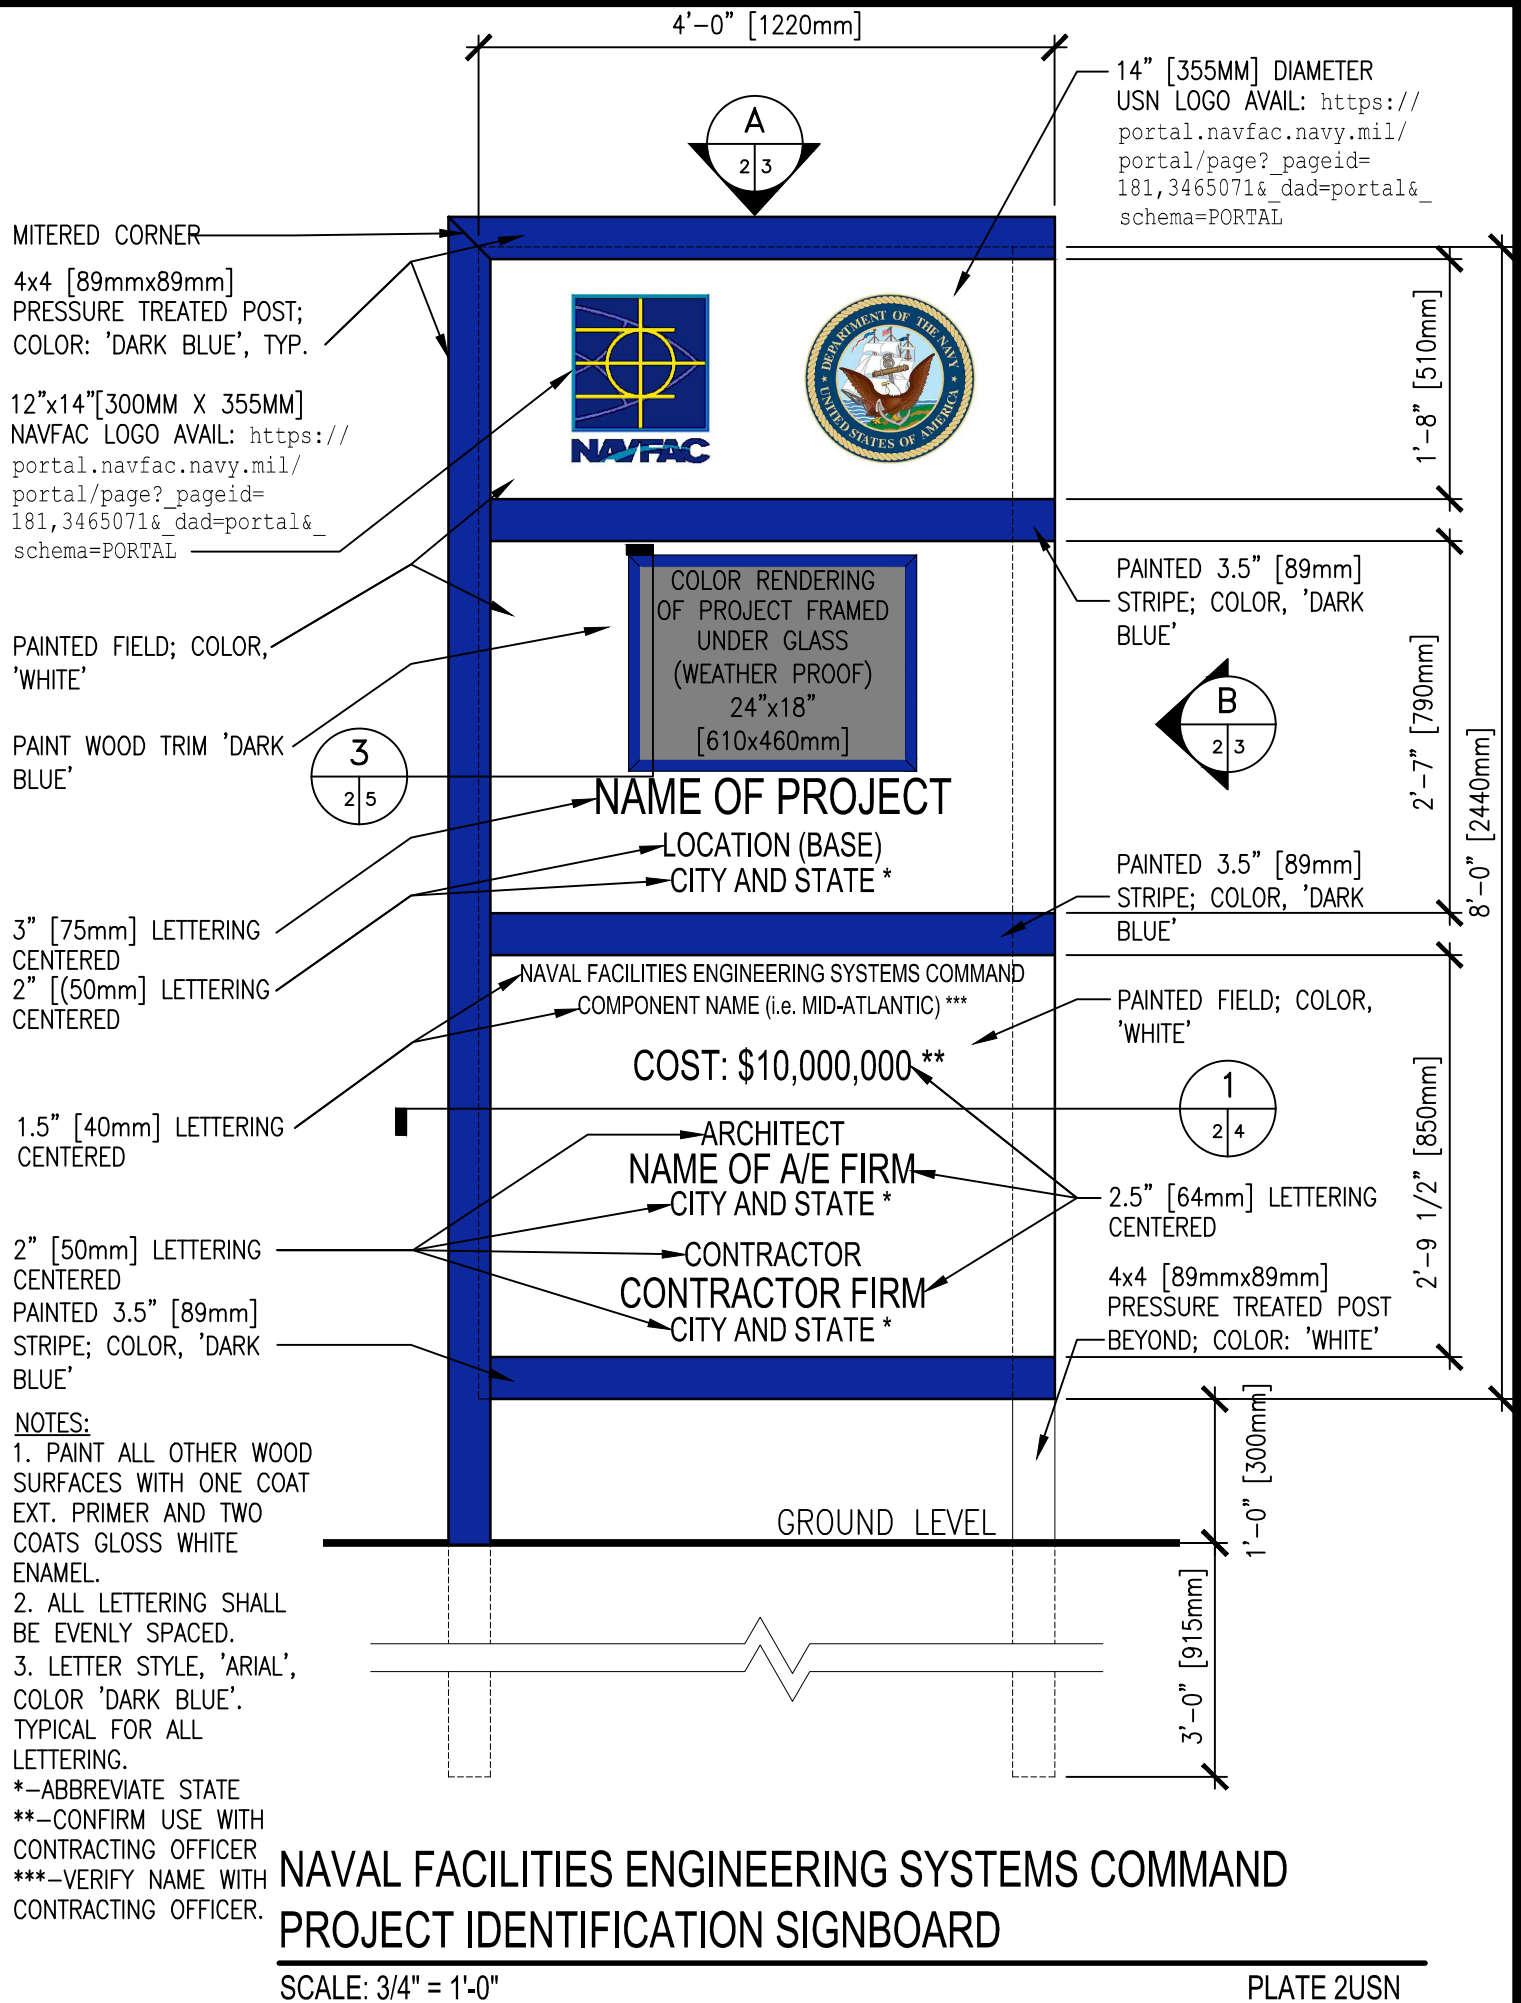 4'-0" [1220mm]
A
2 3
14" [355MM] DIAMETER
USN LOGO AVAIL: https://
portal.navfac.navy.mil/
portal/page?_pageid=
181,3465071&_dad=portal&_
schema=PORTAL
MITERED CORNER
4x4 [89mmx89mm]
PRESSURE TREATED POST;
COLOR: 'DARK BLUE', TYP.
12"x14"[300MM X 355MM]
NAVFAC LOGO AVAIL: https://
portal.navfac.navy.mil/
portal/page?_pageid=
181,3465071&_dad=portal&_
schema=PORTAL
PAINTED FIELD; COLOR,
'WHITE'
PAINT WOOD TRIM 'DARK
BLUE'
3
2 5
3" [75mm] LETTERING
CENTERED
2" [(50mm] LETTERING
CENTERED
1.5" [40mm] LETTERING
CENTERED
2" [50mm] LETTERING
CENTERED
PAINTED 3.5" [89mm]
STRIPE; COLOR, 'DARK
BLUE'
NAVFAC
DEPARTMENT OF THE NAVY
UNITED STATES OF AMERICA
COLOR RENDERING
OF PROJECT FRAMED
UNDER GLASS
(WEATHER PROOF)
24"x18"
[610x460mm]
NAME OF PROJECT
LOCATION (BASE)
CITY AND STATE *
NAVAL FACILITIES ENGINEERING SYSTEMS COMMAND
COMPONENT NAME (i.e. MID-ATLANTIC) ***
COST: $10,000,000 **
ARCHITECT
NAME OF A/E FIRM
CITY AND STATE *
CONTRACTOR
CONTRACTOR FIRM
CITY AND STATE *
GROUND LEVEL
PAINTED 3.5" [89mm]
STRIPE; COLOR, 'DARK
BLUE'
B
2 3
PAINTED 3.5" [89mm]
STRIPE; COLOR, 'DARK
BLUE'
PAINTED FIELD; COLOR,
'WHITE'
1
2 4
2.5" [64mm] LETTERING
CENTERED
4x4 [89mmx89mm]
PRESSURE TREATED POST
BEYOND; COLOR: 'WHITE'
1'-8" [510mm]
2'-7" [790mm]
8'-0" [2440mm]
2'-9 1/2" [850mm]
1'-0" [300mm]
3'-0" [915mm]
NOTES:
1. PAINT ALL OTHER WOOD
SURFACES WITH ONE COAT
EXT. PRIMER AND TWO
COATS GLOSS WHITE
ENAMEL.
2. ALL LETTERING SHALL
BE EVENLY SPACED.
3. LETTER STYLE, 'ARIAL',
COLOR 'DARK BLUE'.
TYPICAL FOR ALL
LETTERING.
*-ABBREVIATE STATE
**-CONFIRM USE WITH
CONTRACTING OFFICER
***-VERIFY NAME WITH
CONTRACTING OFFICER.
NAVAL FACILITIES ENGINEERING SYSTEMS COMMAND
PROJECT IDENTIFICATION SIGNBOARD
SCALE: 3/4" = 1'-0"
PLATE 2USN